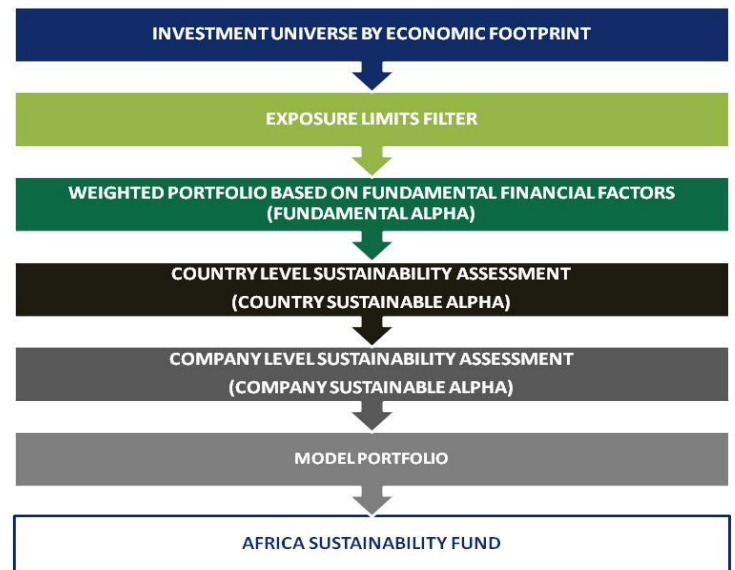 INVESTMENT UNIVERSE BY ECONOMIC FOOTPRINT
EXPOSURE LIMITS FILTER
WEIGHTED PORTFOLIO BASED ON FUNDAMENTAL FINANCIAL FACTORS
(FUNDAMENTAL ALPHA)
COUNTRY LEVEL SUSTAINABILITY ASSESSMENT
(COUNTRY SUSTAINABLE ALPHA)
COMPANY LEVEL SUSTAINABILITY ASSESSMENT
(COMPANY SUSTAINABLE ALPHA)
MODEL PORTFOLIO
AFRICA SUSTAINABILITY FUND